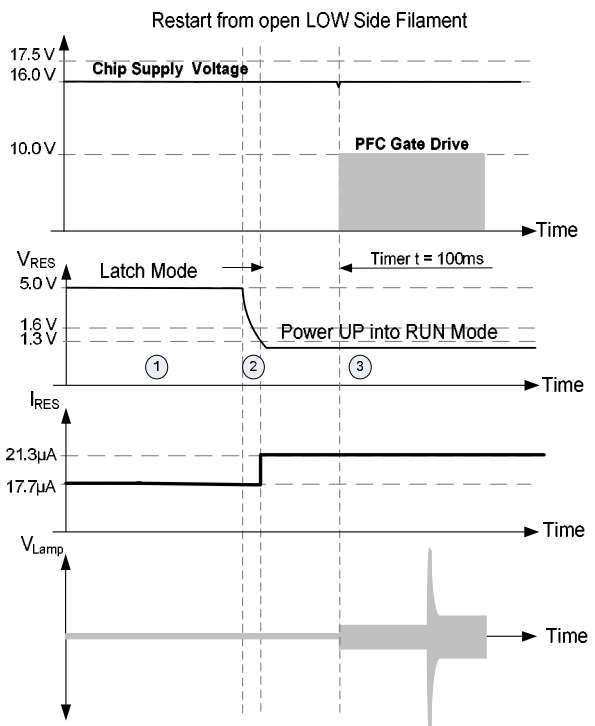 Restart from open LOW Side Filament
17.5 V
16.0 V
Chip Supply Voltage
10.0 V
PFC Gate Drive
Time
VRES
Latch Mode
Timer t = 100ms
5.0 V
1.6 V
1.3 V
Power UP into RUN Mode
1
2
3
Time
IRES
21.3µA
17.7µA
Time
VLamp
Time